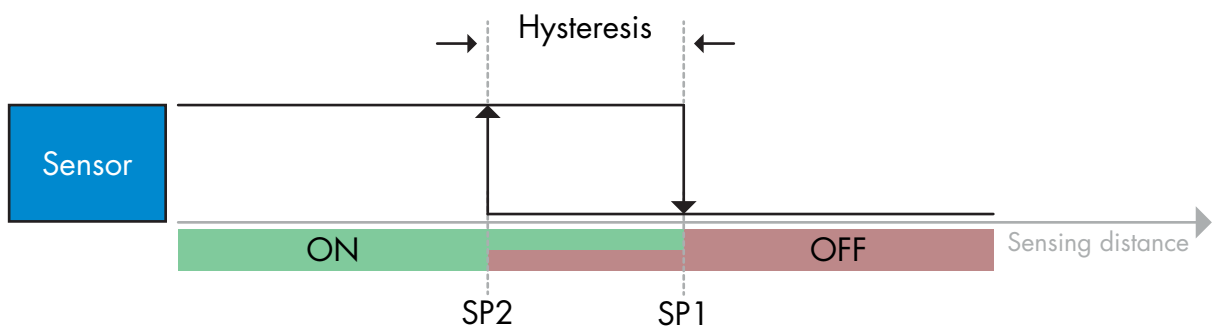 Hysteresis
Sensor
ON
OFF
Sensing distance
SP2
SP1